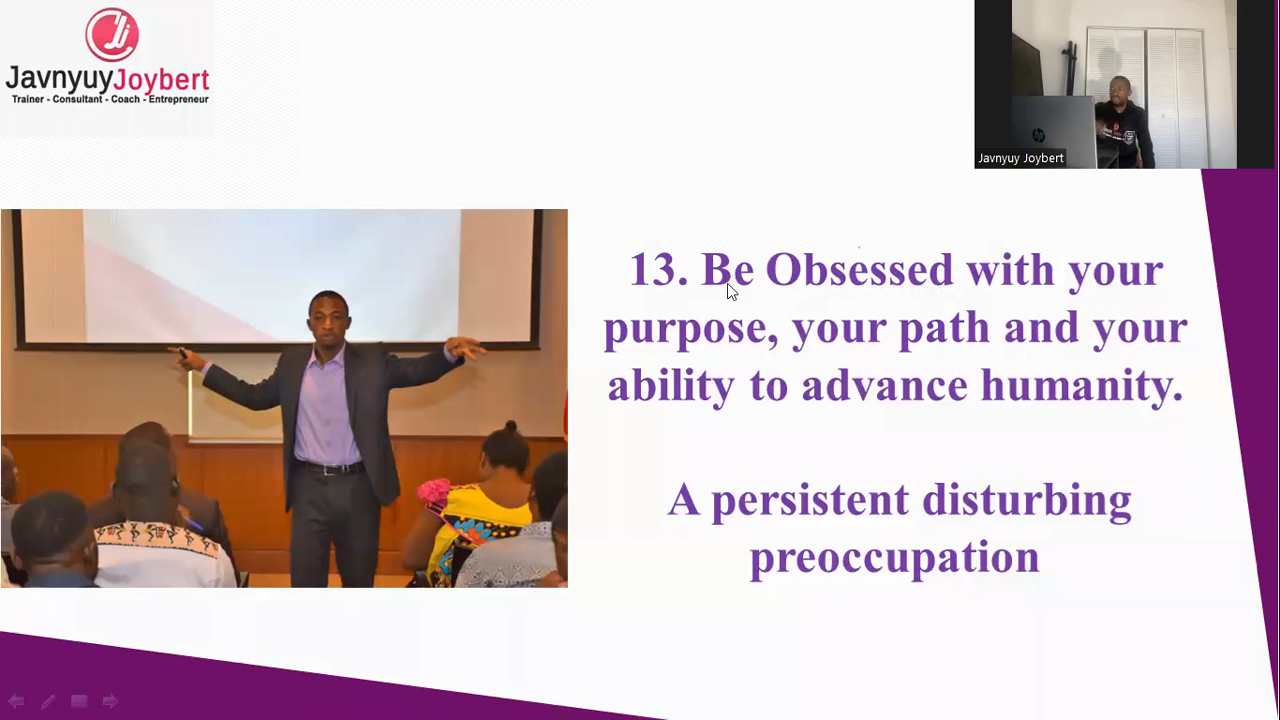 JavnyuyJoybert
Trainer - Consultant - Coach - Entrepreneur
Javnyuy Joybert
13. Be Obsessed with your
purpose, your path and your
ability to advance humanity.
A persistent disturbing
preoccupation